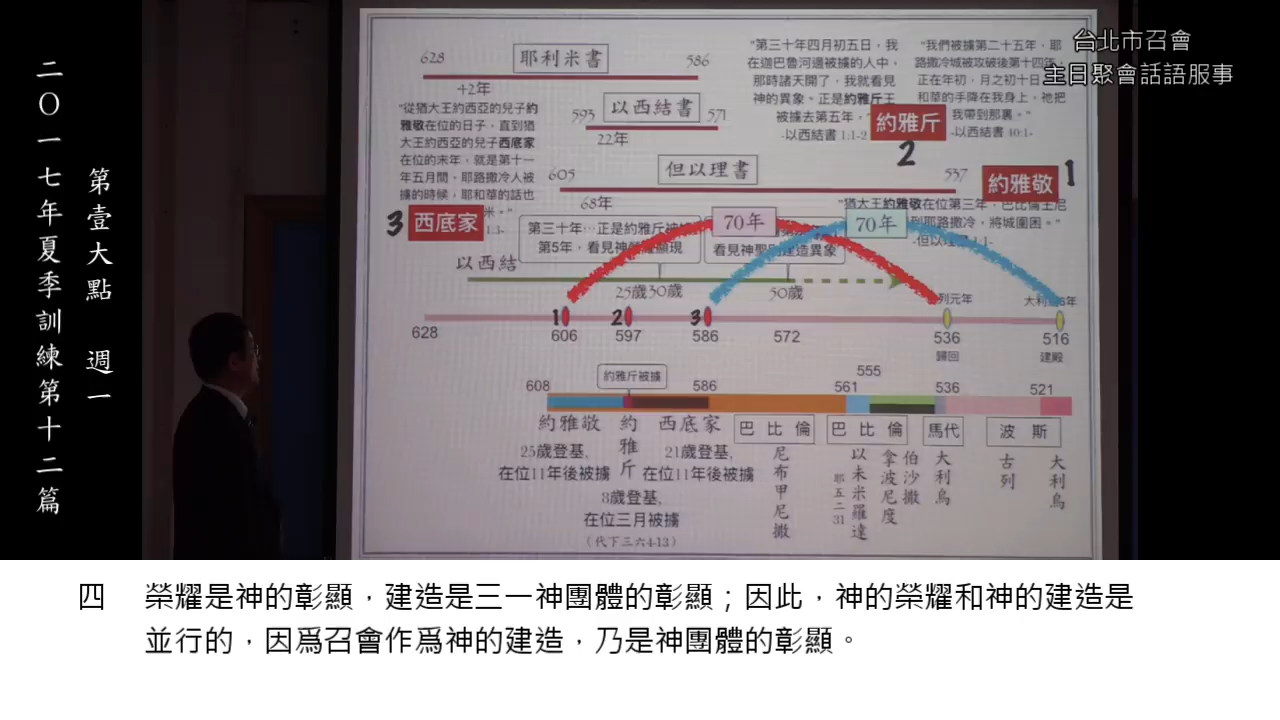 二〇一七年夏季訓練第十二篇
第壹大點 週一
台北市召會
主日聚會話語服事
628 耶利米書 586
42年
"從猶大王約西亞的兒子約
雅敬在位的日子，直到猶
大王約西亞的兒子西底家
在位的末年，就是第十一
年五月間，耶路撒冷人被
擄的時候，耶和華的話也
3 西底家
593 以西結書 571
22年
"第三十年四月初五日，我
在迦巴魯河邊被擄的人中，
那時諸天開了，我就看見
神的異象。正是約雅斤王
被擄去第五年，"
-以西結書 1:1-2
約雅斤
2
"我們被擄第二十五年，耶
路撒冷城被攻破後第十四年，
正在年初，月之初十日，
和華的手降在我身上，祂把
我帶到那裏。"
-以西結書 40:1-
605 但以理書 537
68年
約雅敬 1
"猶大王約雅敬在位第三年，巴比倫王尼
到耶路撒冷，將城圍困。"
-但以理書 1:1-
第三十年…正是約雅斤被擄
第5年，看見神榮耀顯現
70年
看見神聖別建造異象
70年
以西結
25歲 30歲 50歲
列元年
1 2 3
628 606 597 586 572 536 516
歸回 建殿
約雅斤被擄
608 586 561 555 536 521
約雅敬
25歲登基,
在位11年後被擄
約雅斤
8歲登基,
在位三月被擄
(代下三六4-13)
西底家
21歲登基,
在位11年後被擄
巴比倫
尼布甲尼撒
巴比倫
以未米羅達
耶五二31
拿波尼度
伯沙撒
馬代
大利烏
波斯
古列
大利烏
四 榮耀是神的彰顯，建造是三一神團體的彰顯；因此，神的榮耀和神的建造是
並行的，因爲召會作爲神的建造，乃是神團體的彰顯。